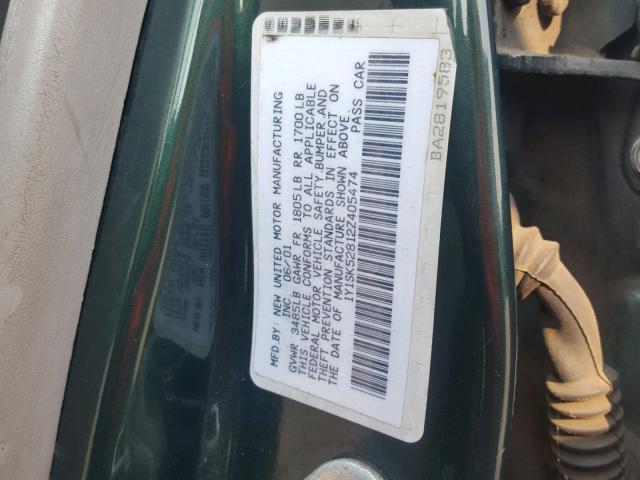 MFD BY: NEW UNITED MOTOR MANUFACTURING
INC. 06-01
GVWR 3485LB GAWR FR 1805LB RR 1700LB
THIS VEHICLE CONFORMS TO ALL APPLICABLE
FEDERAL MOTOR VEHICLE SAFETY,BUMPER,AND
THEFT PREVENTION STANDARDS IN EFFECT ON
THE DATE OF MANUFACTURE SHOWN ABOVE.
1Y1SK52812Z405474 PASS CAR
BA2819583